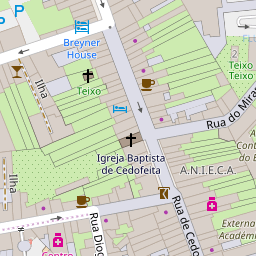 P
P
Breyner
House
Ilha
Teixo
2
Teixo
Teixo
Rua do Mira
Igreja Baptista
de Cedofeita
A.N.I.E.C.A.
Ilha
Rua Diog
Rua de Cedo
Externa
Académ
Centro